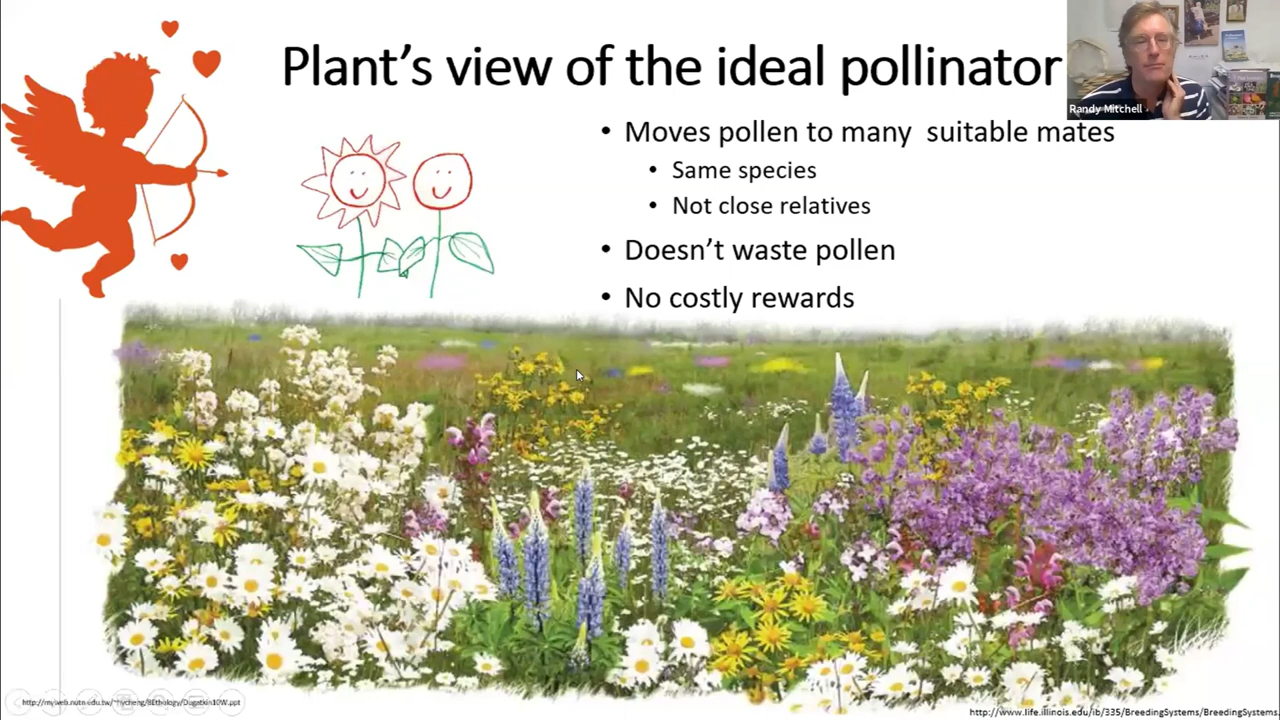 Plant's view of the ideal pollinator
Randy Mitchell
• Moves pollen to many suitable mates
• Same species
• Not close relatives
• Doesn't waste pollen
• No costly rewards
http://www.life.illinois.edu/ib/335/BreedingSystems/BreedingSystems